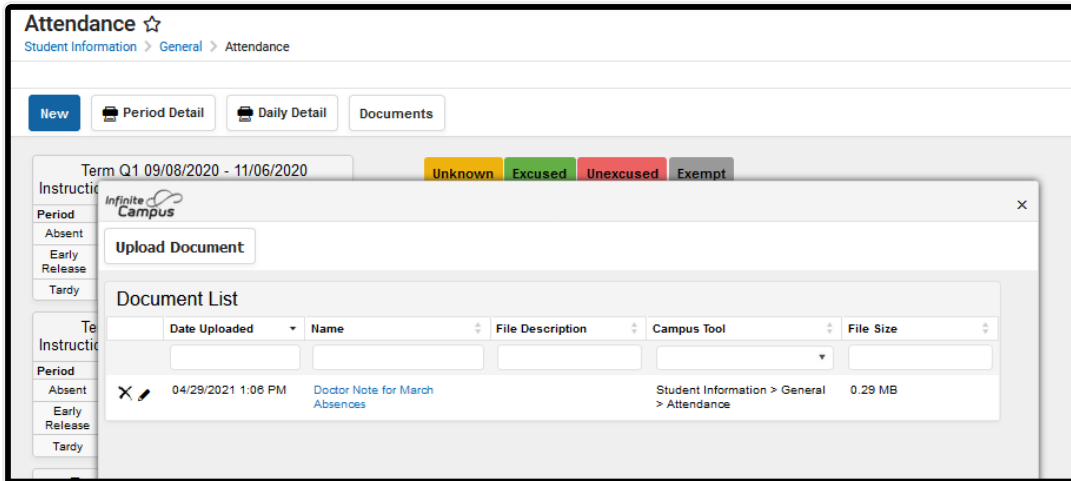 Attendance
Student Information > General > Attendance
New Period Detail Daily Detail Documents
Term Q1 09/08/2020 - 11/06/2020
Unknown Excused Unexcused Exempt
Infinite
Campus
Period
Absent
Early
Release
Tardy
Upload Document
Document List
Date Uploaded Name File Description Campus Tool File Size
04/29/2021 1:06 PM Doctor Note for March Absences Student Information > General > Attendance 0.29 MB
Period
Absent
Early
Release
Tardy